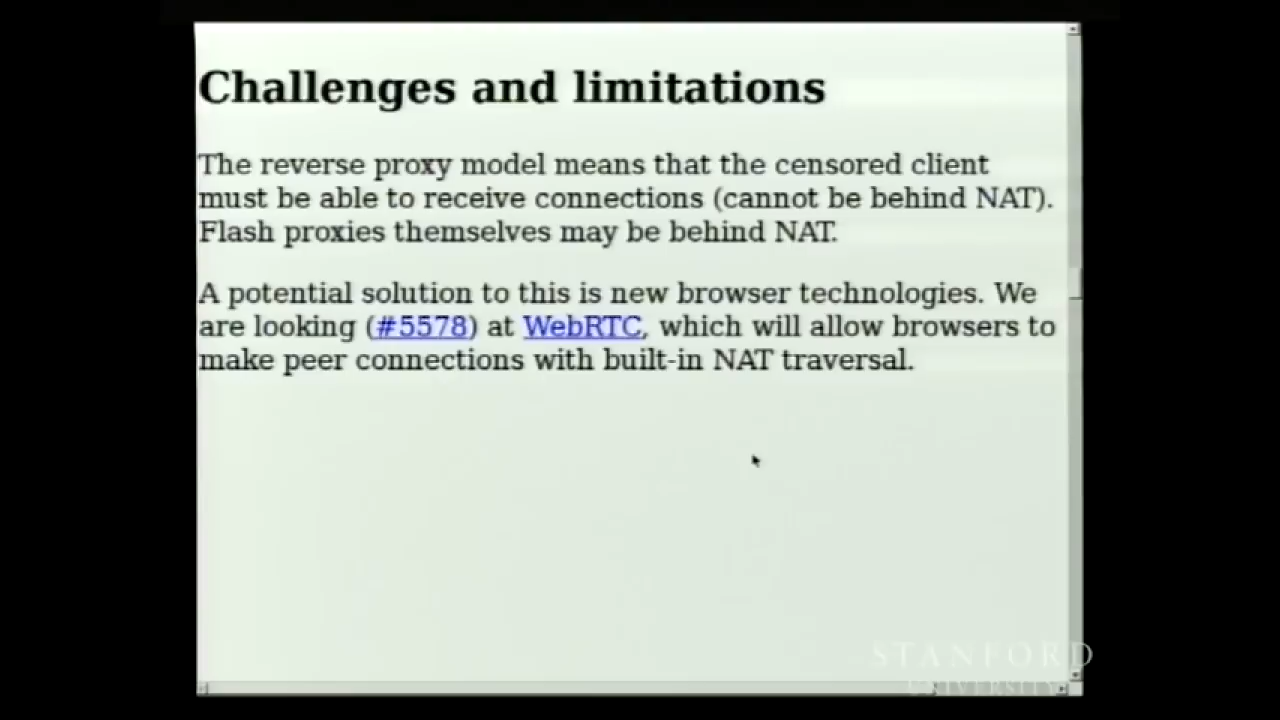 Challenges and limitations
The reverse proxy model means that the censored client
must be able to receive connections (cannot be behind NAT).
Flash proxies themselves may be behind NAT.
A potential solution to this is new browser technologies. We
are looking (#5578) at WebRTC, which will allow browsers to
make peer connections with built-in NAT traversal.
STANFORD
UNIVERSITY